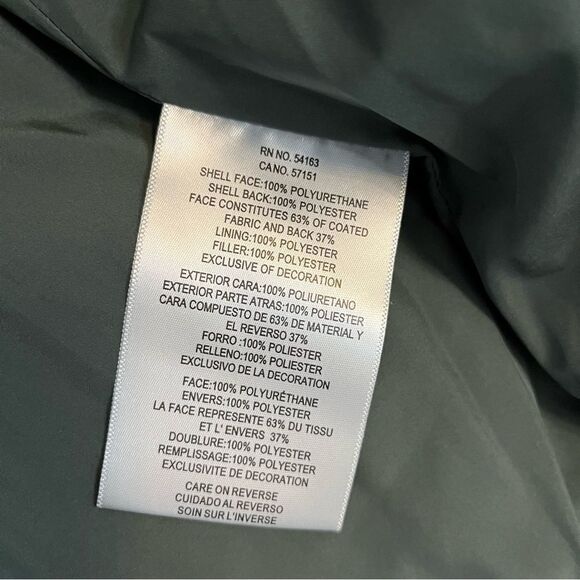 RN NO. 54163
CA NO. 57151
SHELL FACE:100% POLYURETHANE
SHELL BACK:100% POLYESTER
FACE CONSTITUTES 63% OF COATED
FABRIC AND BACK 37%
LINING:100% POLYESTER
FILLER:100% POLYESTER
EXCLUSIVE OF DECORATION
EXTERIOR CARA:100% POLIURETANO
EXTERIOR PARTE ATRAS:100% POLIESTER
CARA COMPUESTO DE 63% DE MATERIAL Y
EL REVERSO 37%
FORRO :100% POLIESTER
RELLENO:100% POLIESTER
EXCLUSIVO DE LA DECORATION
FACE:100% POLYURÉTHANE
ENVERS:100% POLYESTER
LA FACE REPRESENTE 63% DU TISSU
ET L' ENVERS 37%
DOUBLURE:100% POLYESTER
REMPLISSAGE:100% POLYESTER
EXCLUSIVITE DE DECORATION
CARE ON REVERSE
CUIDADO AL REVERSO
SOIN SUR L'INVERSE